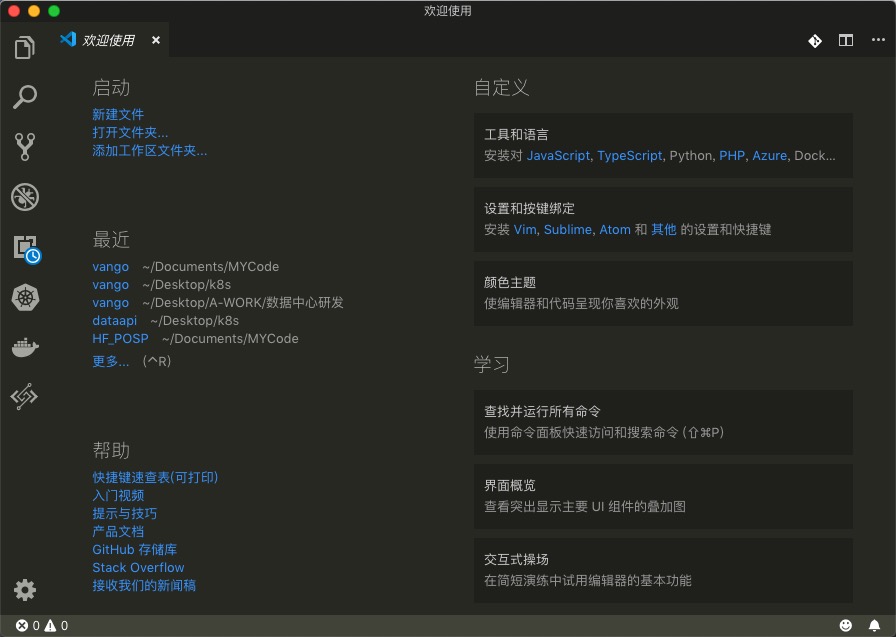 欢迎使用
欢迎使用
启动
新建文件
打开文件夹...
添加工作区文件夹...
最近
vango ~/Documents/MYCode
vango ~/Desktop/k8s
vango ~/Desktop/A-WORK/数据中心研发
dataapi ~/Desktop/k8s
HF_POSP ~/Documents/MYCode
更多... (^R)
帮助
快捷键速查表(可打印)
入门视频
提示与技巧
产品文档
GitHub 存储库
Stack Overflow
接收我们的新闻稿
自定义
工具和语言
安装对 JavaScript, TypeScript, Python, PHP, Azure, Dock...
设置和按键绑定
安装 Vim, Sublime, Atom 和 其他 的设置和快捷键
颜色主题
使编辑器和代码呈现你喜欢的外观
学习
查找并运行所有命令
使用命令面板快速访问和搜索命令 (⇧⌘P)
界面概览
查看突出显示主要 UI 组件的叠加图
交互式操场
在简短演练中试用编辑器的基本功能
0 0